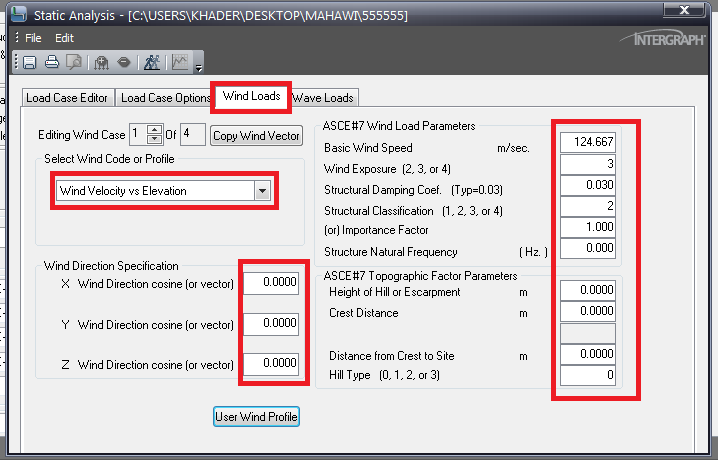 Static Analysis - [C:\USERS\KHADER\DESKTOP\MAHAWI\555555]
File Edit
INTERGRAPH
Load Case Editor Load Case Options Wind Loads Wave Loads
Editing Wind Case 1 Of 4 Copy Wind Vector
Select Wind Code or Profile
Wind Velocity vs Elevation
Wind Direction Specification
X Wind Direction cosine (or vector) 0.0000
Y Wind Direction cosine (or vector) 0.0000
Z Wind Direction cosine (or vector) 0.0000
User Wind Profile
ASCE#7 Wind Load Parameters
Basic Wind Speed m/sec. 124.667
Wind Exposure (2, 3, or 4) 3
Structural Damping Coef. (Typ=0.03) 0.030
Structural Classification (1, 2, 3, or 4) 2
(or) Importance Factor 1.000
Structure Natural Frequency ( Hz. ) 0.000
ASCE#7 Topographic Factor Parameters
Height of Hill or Escarpment m 0.0000
Crest Distance m 0.0000
Distance from Crest to Site m 0.0000
Hill Type (0, 1, 2, or 3) 0